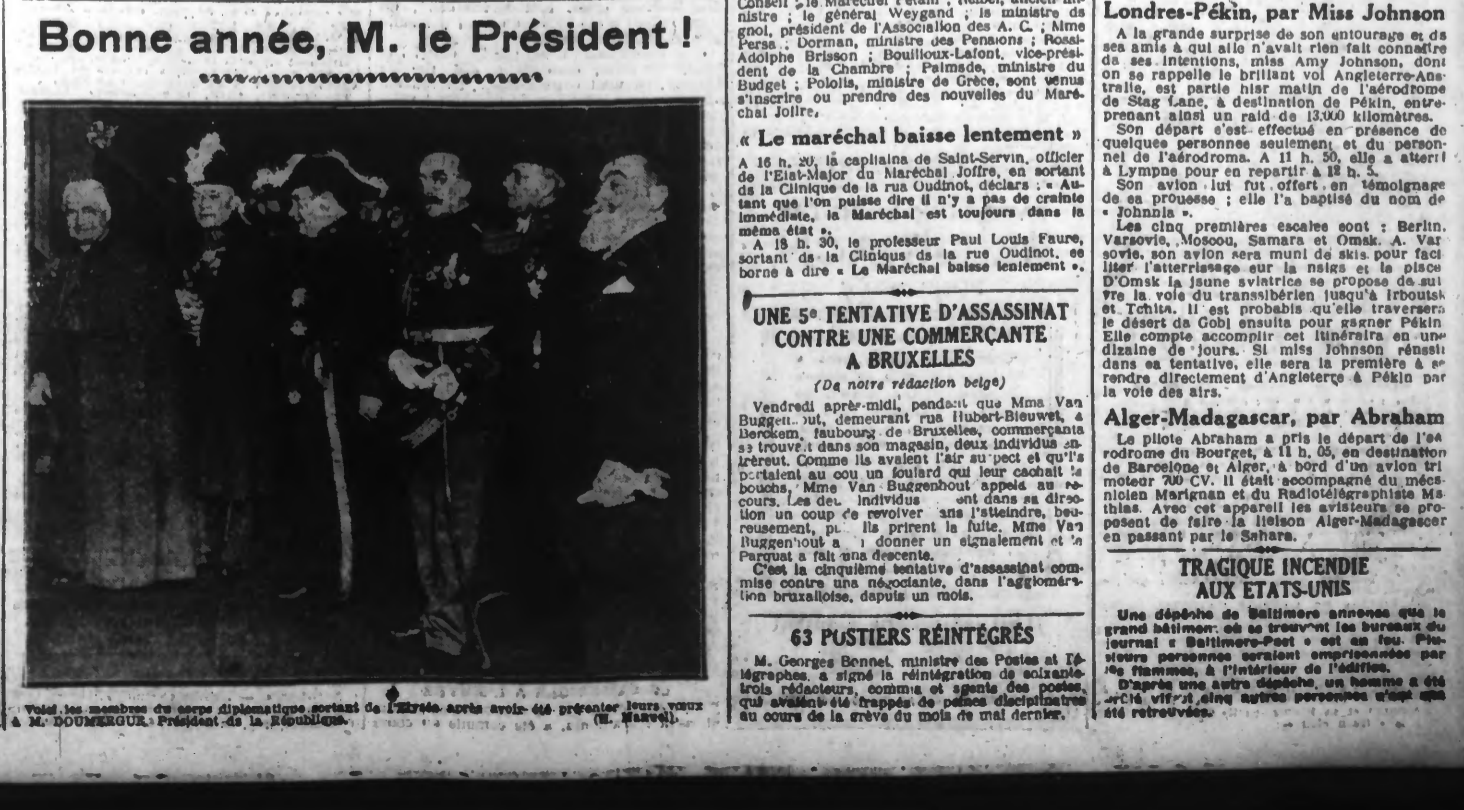 Bonne année, M. le Président !
Voici les membres du corps diplomatique sortant de l'Elysée après avoir été présenter leurs vœux
à M. DOUMERGUE, Président de la République. (H. Manuel).
Conseil ; le Maréchal Pétain ;
nistre ; le général Weygand ; le ministre de
gnol, président de l'Association des A. C. ; Mme
Persa ; Dorman, ministre des Pensions ; Rossi,
Adolphe Brisson ; Bouilloux-Lafont, vice-prési-
dent de la Chambre ; Palmade, ministre du
Budget ; Politis, ministre de Grèce, sont venus
s'inscrire ou prendre des nouvelles du Maré-
chal Joffre.
« Le maréchal baisse lentement »
A 16 h. 20, le capitaine de Saint-Servin, officier
de l'Etat-Major du Maréchal Joffre, en sortant
de la Clinique de la rue Oudinot, déclare : « Au-
tant que l'on puisse dire il n'y a pas de crainte
immédiate, le Maréchal est toujours dans le
même état ».
A 18 h. 30, le professeur Paul Louis Faure,
sortant de la Clinique de la rue Oudinot, se
borne à dire « Le Maréchal baisse lentement ».
UNE 5e TENTATIVE D'ASSASSINAT
CONTRE UNE COMMERÇANTE
A BRUXELLES
(De notre rédaction belge)
Vendredi après-midi, pendant que Mme Van
demeurant rue Hubert-Bieuwet, à
Berckem, faubourg de Bruxelles, commerçante
se trouvait dans son magasin, deux individus en-
trèrent. Comme ils avaient l'air suspect et qu'ils
portaient au cou un foulard qui leur cachait la
bouche, Mme Van Buggenhout appela au se-
cours. Les deux individus dans sa direc-
tion un coup de revolver sans l'atteindre, heu-
reusement, ils prirent la fuite. Mme Van
Buggenhout a donner un signalement et le
Parquet a fait une descente.
C'est la cinquième tentative d'assassinat com-
mise contre une négociante, dans l'aggloméra-
tion bruxelloise, depuis un mois.
63 POSTIERS RÉINTÉGRÉS
M. Georges Bonnet, ministre des Postes et Té-
légraphes, a signé la réintégration de soixante-
trois rédacteurs, commis et agents des postes,
qui avaient été frappés de peines disciplinaires
au cours de la grève du mois de mai dernier.
Londres-Pékin, par Miss Johnson
A la grande surprise de son entourage et de
ses amis à qui elle n'avait rien fait connaître
de ses intentions, miss Amy Johnson, dont
on se rappelle le brillant vol Angleterre-Aus-
tralie, est partie hier matin de l'aérodrome
de Stag Lane, à destination de Pékin, entre-
prenant ainsi un raid de 13.000 kilomètres.
Son départ s'est effectué en présence de
quelques personnes seulement et du person-
nel de l'aérodrome. A 11 h. 50, elle a atterri
à Lympne pour en repartir à 12 h. 5.
Son avion lui fut offert en témoignage
de sa prouesse ; elle l'a baptisé du nom de
« Johnnie ».
Les cinq premières escales sont : Berlin,
Varsovie, Moscou, Samara et Omsk. A Var
sovie, son avion sera muni de skis pour faci
liter l'atterrissage sur la neige et la glace
D'Omsk la jeune aviatrice se propose de sui
vre la voie du transsibérien jusqu'à Irkoutsk
et Tchita. Il est probable qu'elle traversera
le désert de Gobi ensuite pour gagner Pékin
Elle compte accomplir cet itinéraire en une
dizaine de jours. Si miss Johnson réussit
dans sa tentative, elle sera la première à se
rendre directement d'Angleterre à Pékin par
la voie des airs.
Alger-Madagascar, par Abraham
Le pilote Abraham a pris le départ de l'aé
rodrome du Bourget, à 11 h. 05, en destination
de Barcelone et Alger, à bord d'un avion tri
moteur 700 CV. Il était accompagné du méca-
nicien Marignan et du Radiotélégraphiste Ma
thias. Avec cet appareil les aviateurs se pro-
posent de faire la liaison Alger-Madagascar
en passant par le Sahara.
TRAGIQUE INCENDIE
AUX ETATS-UNIS
Une dépêche de Baltimore annonce que le
grand bâtiment où se trouvent les bureaux du
journal « Baltimore-Post » est en feu. Plu-
sieurs personnes seraient emprisonnées par
les flammes, à l'intérieur de l'édifice.
D'après une autre dépêche, un homme a été
brûlé vif et cinq autres personnes n'ont pas
été retrouvées.